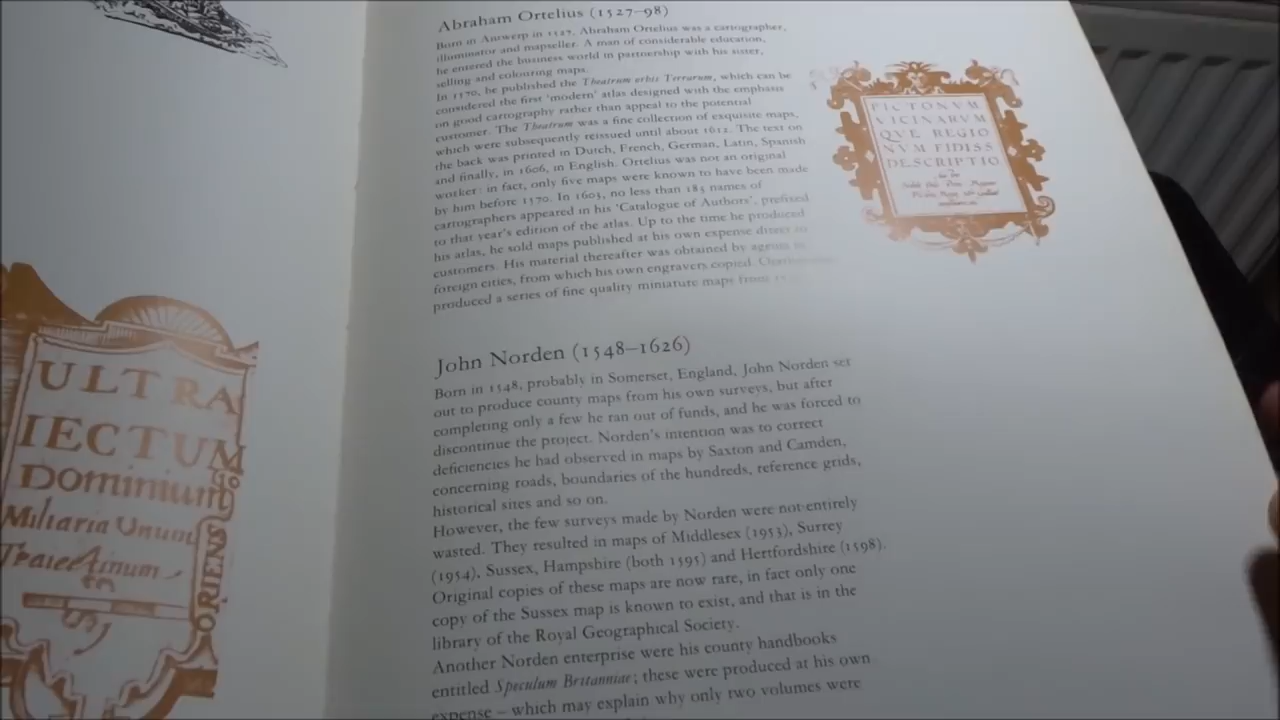 ULTRA
IECTUM
Dominium
Miliaria Unius
ORIENS
Abraham Ortelius (1527–98)
Born in Antwerp in 1527, Abraham Ortelius was a cartographer,
illuminator and mapseller. A man of considerable education,
he entered the business world in partnership with his sister,
selling and colouring maps.
In 1570, he published the Theatrum orbis Terrarum, which can be
considered the first 'modern' atlas designed with the emphasis
on good cartography rather than appeal to the potential
customer. The Theatrum was a fine collection of exquisite maps,
which were subsequently reissued until about 1612. The text on
the back was printed in Dutch, French, German, Latin, Spanish
and finally, in 1606, in English. Ortelius was not an original
worker: in fact, only five maps were known to have been made
by him before 1570. In 1603, no less than 183 names of
cartographers appeared in his 'Catalogue of Authors', prefixed
to that year's edition of the atlas. Up to the time he produced
his atlas, he sold maps published at his own expense direct to
customers. His material thereafter was obtained by agents in
foreign cities, from which his own engravers copied.
produced a series of fine quality miniature maps from
PICTONVM
VICINARVM
QVE REGIO
NVM FIDISS
DESCRIPTIO
John Norden (1548–1626)
Born in 1548, probably in Somerset, England, John Norden set
out to produce county maps from his own surveys, but after
completing only a few he ran out of funds, and he was forced to
discontinue the project. Norden's intention was to correct
deficiencies he had observed in maps by Saxton and Camden,
concerning roads, boundaries of the hundreds, reference grids,
historical sites and so on.
However, the few surveys made by Norden were not entirely
wasted. They resulted in maps of Middlesex (1953), Surrey
(1954), Sussex, Hampshire (both 1595) and Hertfordshire (1598).
Original copies of these maps are now rare, in fact only one
copy of the Sussex map is known to exist, and that is in the
library of the Royal Geographical Society.
Another Norden enterprise were his county handbooks
entitled Speculum Britanniae; these were produced at his own
expense – which may explain why only two volumes were